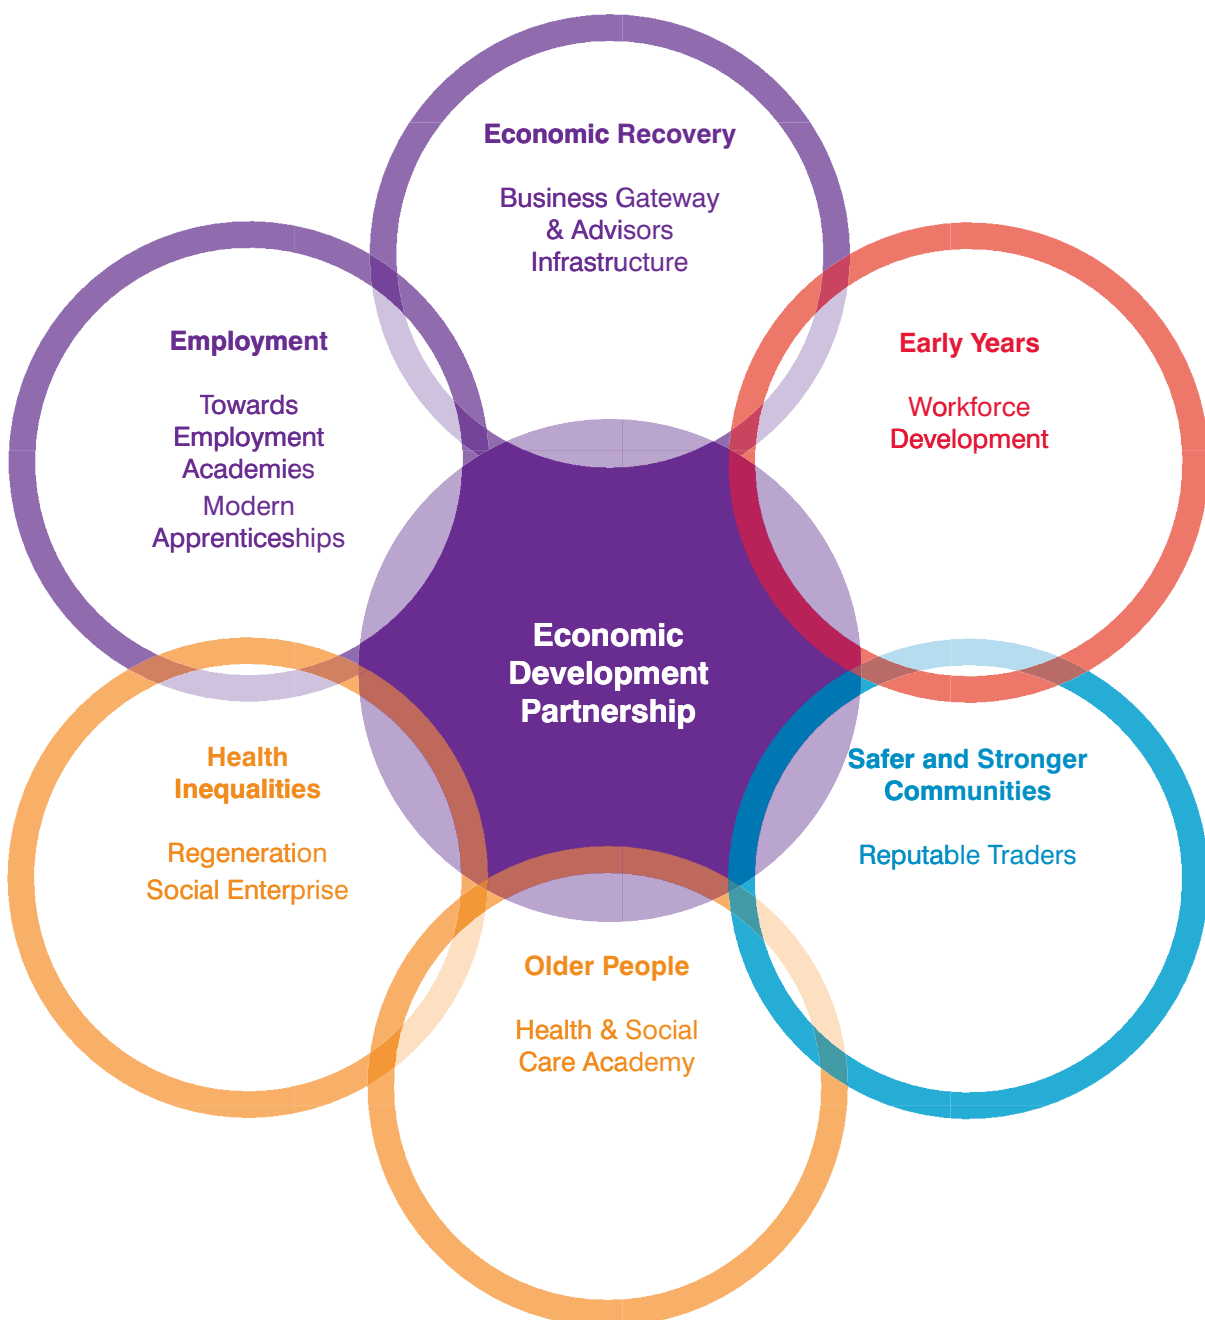 Economic Recovery
Business Gateway
& Advisors
Infrastructure
Employment
Towards
Employment
Academies
Modern
Apprenticeships
Early Years
Workforce
Development
Economic
Development
Partnership
Health
Inequalities
Regeneration
Social Enterprise
Safer and Stronger
Communities
Reputable Traders
Older People
Health & Social
Care Academy